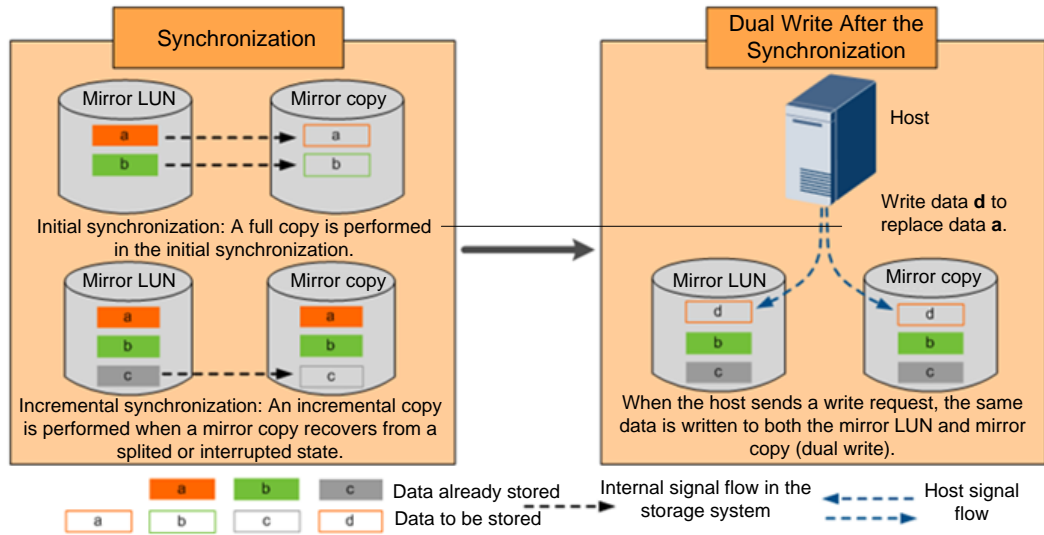 Synchronization
Mirror LUN
Mirror copy
a
a
b
b
Initial synchronization: A full copy is performed
in the initial synchronization.
Mirror LUN
Mirror copy
a
a
b
b
c
c
Incremental synchronization: An incremental copy
is performed when a mirror copy recovers from a
splited or interrupted state.
Dual Write After the
Synchronization
Host
Write data d to
replace data a.
Mirror LUN
Mirror copy
d
d
b
b
c
c
When the host sends a write request, the same
data is written to both the mirror LUN and mirror
copy (dual write).
a
b
c
Data already stored
a
b
c
d
Data to be stored
Internal signal flow in the
storage system
Host signal
flow